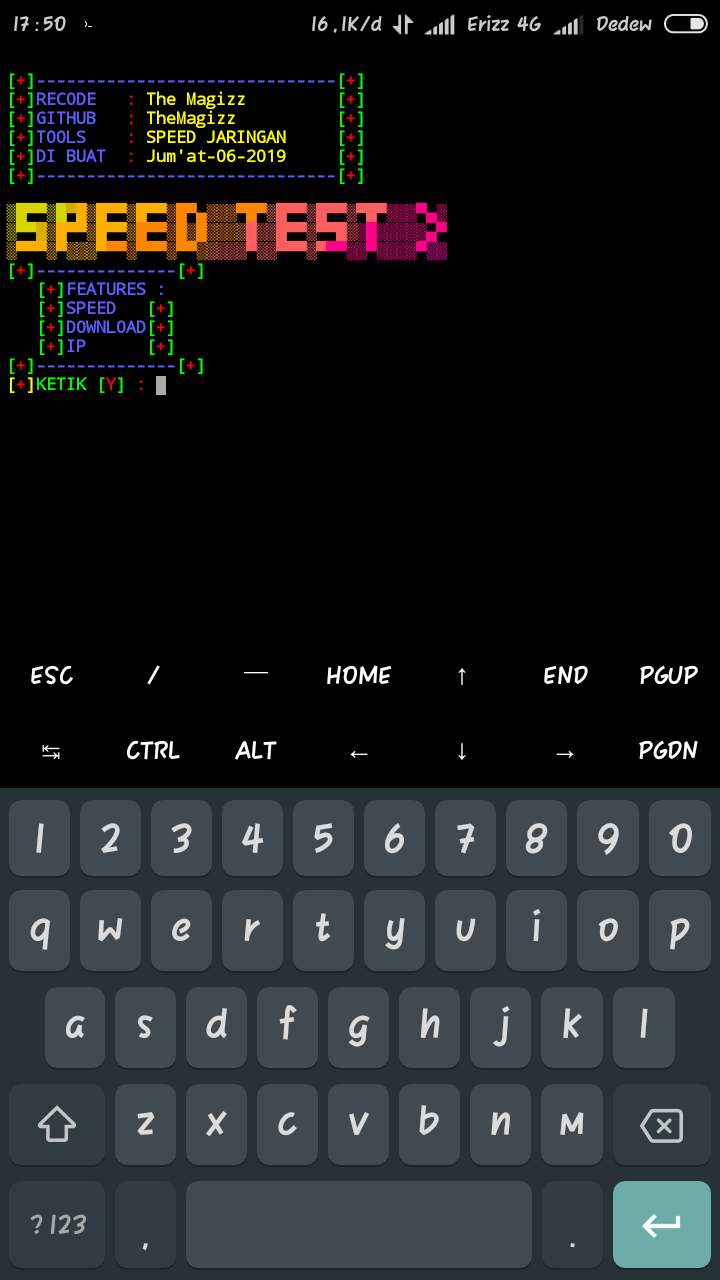 17:50 16.1K/d Erizz 4G Dedew
[+]------------------------------[+]
[+]RECODE : The Magizz [+]
[+]GITHUB : TheMagizz [+]
[+]TOOLS : SPEED JARINGAN [+]
[+]DI BUAT : Jum'at-06-2019 [+]
[+]------------------------------[+]
SPEED TEST>
[+]--------------[+]
[+]FEATURES :
[+]SPEED [+]
[+]DOWNLOAD[+]
[+]IP [+]
[+]--------------[+]
[+]KETIK [Y] :
ESC / — HOME ↑ END PGUP
↹ CTRL ALT ← ↓ → PGDN
1 2 3 4 5 6 7 8 9 0
q w e r t y u i o p
a s d f g h j k l
z x c v b n m
?123 , .